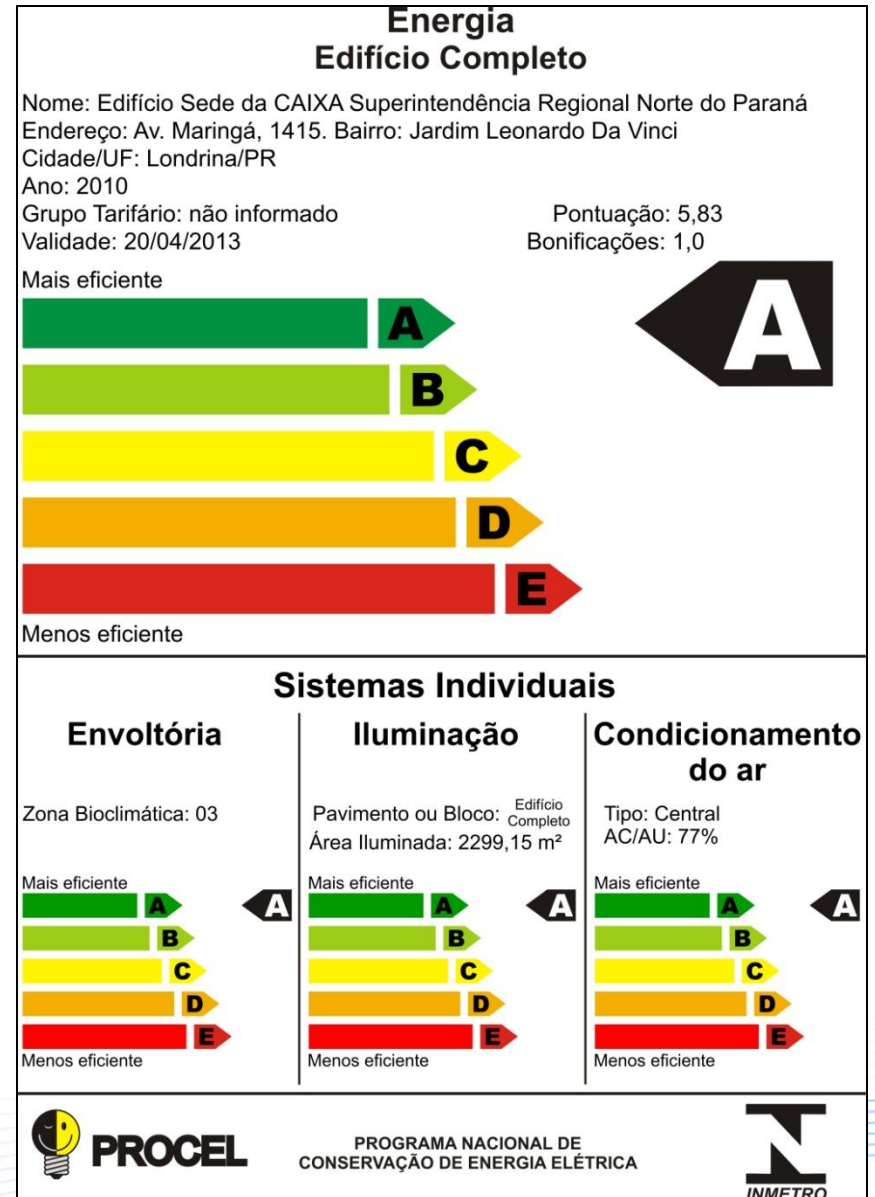 Energia
Edifício Completo
Nome: Edifício Sede da CAIXA Superintendência Regional Norte do Paraná
Endereço: Av. Maringá, 1415. Bairro: Jardim Leonardo Da Vinci
Cidade/UF: Londrina/PR
Ano: 2010
Grupo Tarifário: não informado Pontuação: 5,83
Validade: 20/04/2013 Bonificações: 1,0
Mais eficiente
A
A
B
C
D
E
Menos eficiente
Sistemas Individuais
Envoltória
Zona Bioclimática: 03
Mais eficiente
A
A
B
C
D
E
Menos eficiente
Iluminação
Pavimento ou Bloco: Edifício Completo
Área Iluminada: 2299,15 m²
Mais eficiente
A
A
B
C
D
E
Menos eficiente
Condicionamento
do ar
Tipo: Central
AC/AU: 77%
Mais eficiente
A
A
B
C
D
E
Menos eficiente
PROCEL
PROGRAMA NACIONAL DE
CONSERVAÇÃO DE ENERGIA ELÉTRICA
INMETRO